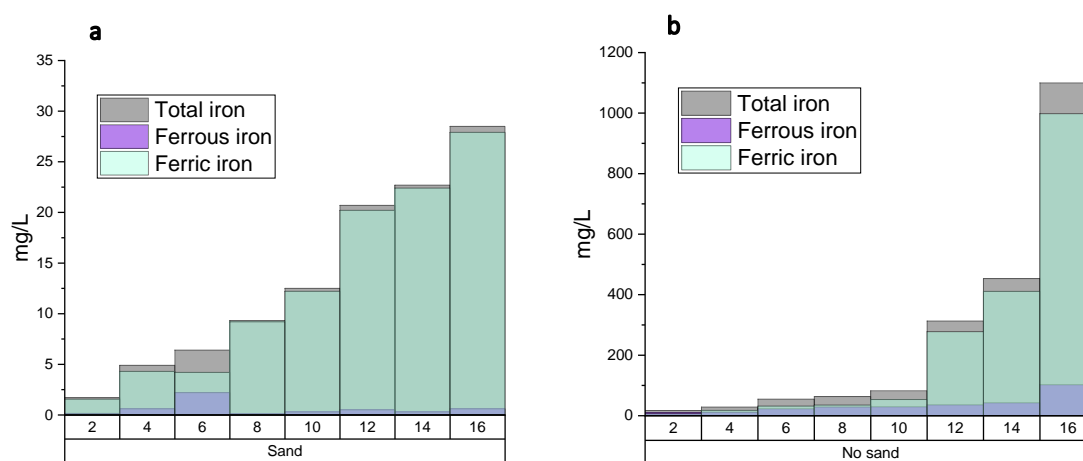 a
35
30
25
20
15
10
5
0
mg/L
Total iron
Ferrous iron
Ferric iron
2 4 6 8 10 12 14 16
Sand
b
1200
1000
800
600
400
200
0
mg/L
Total iron
Ferrous iron
Ferric iron
2 4 6 8 10 12 14 16
No sand